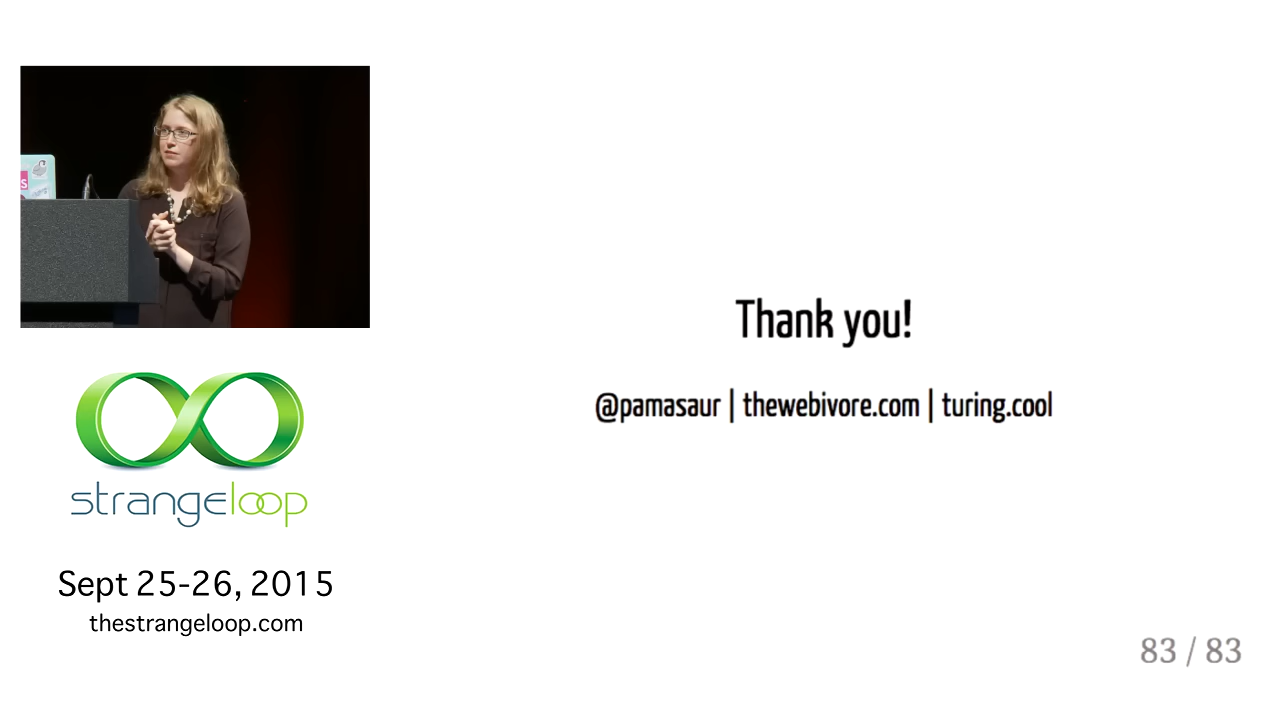 strangeloop
Sept 25-26, 2015
thestrangeloop.com
Thank you!
@pamasaur | thewebivore.com | turing.cool
83 / 83